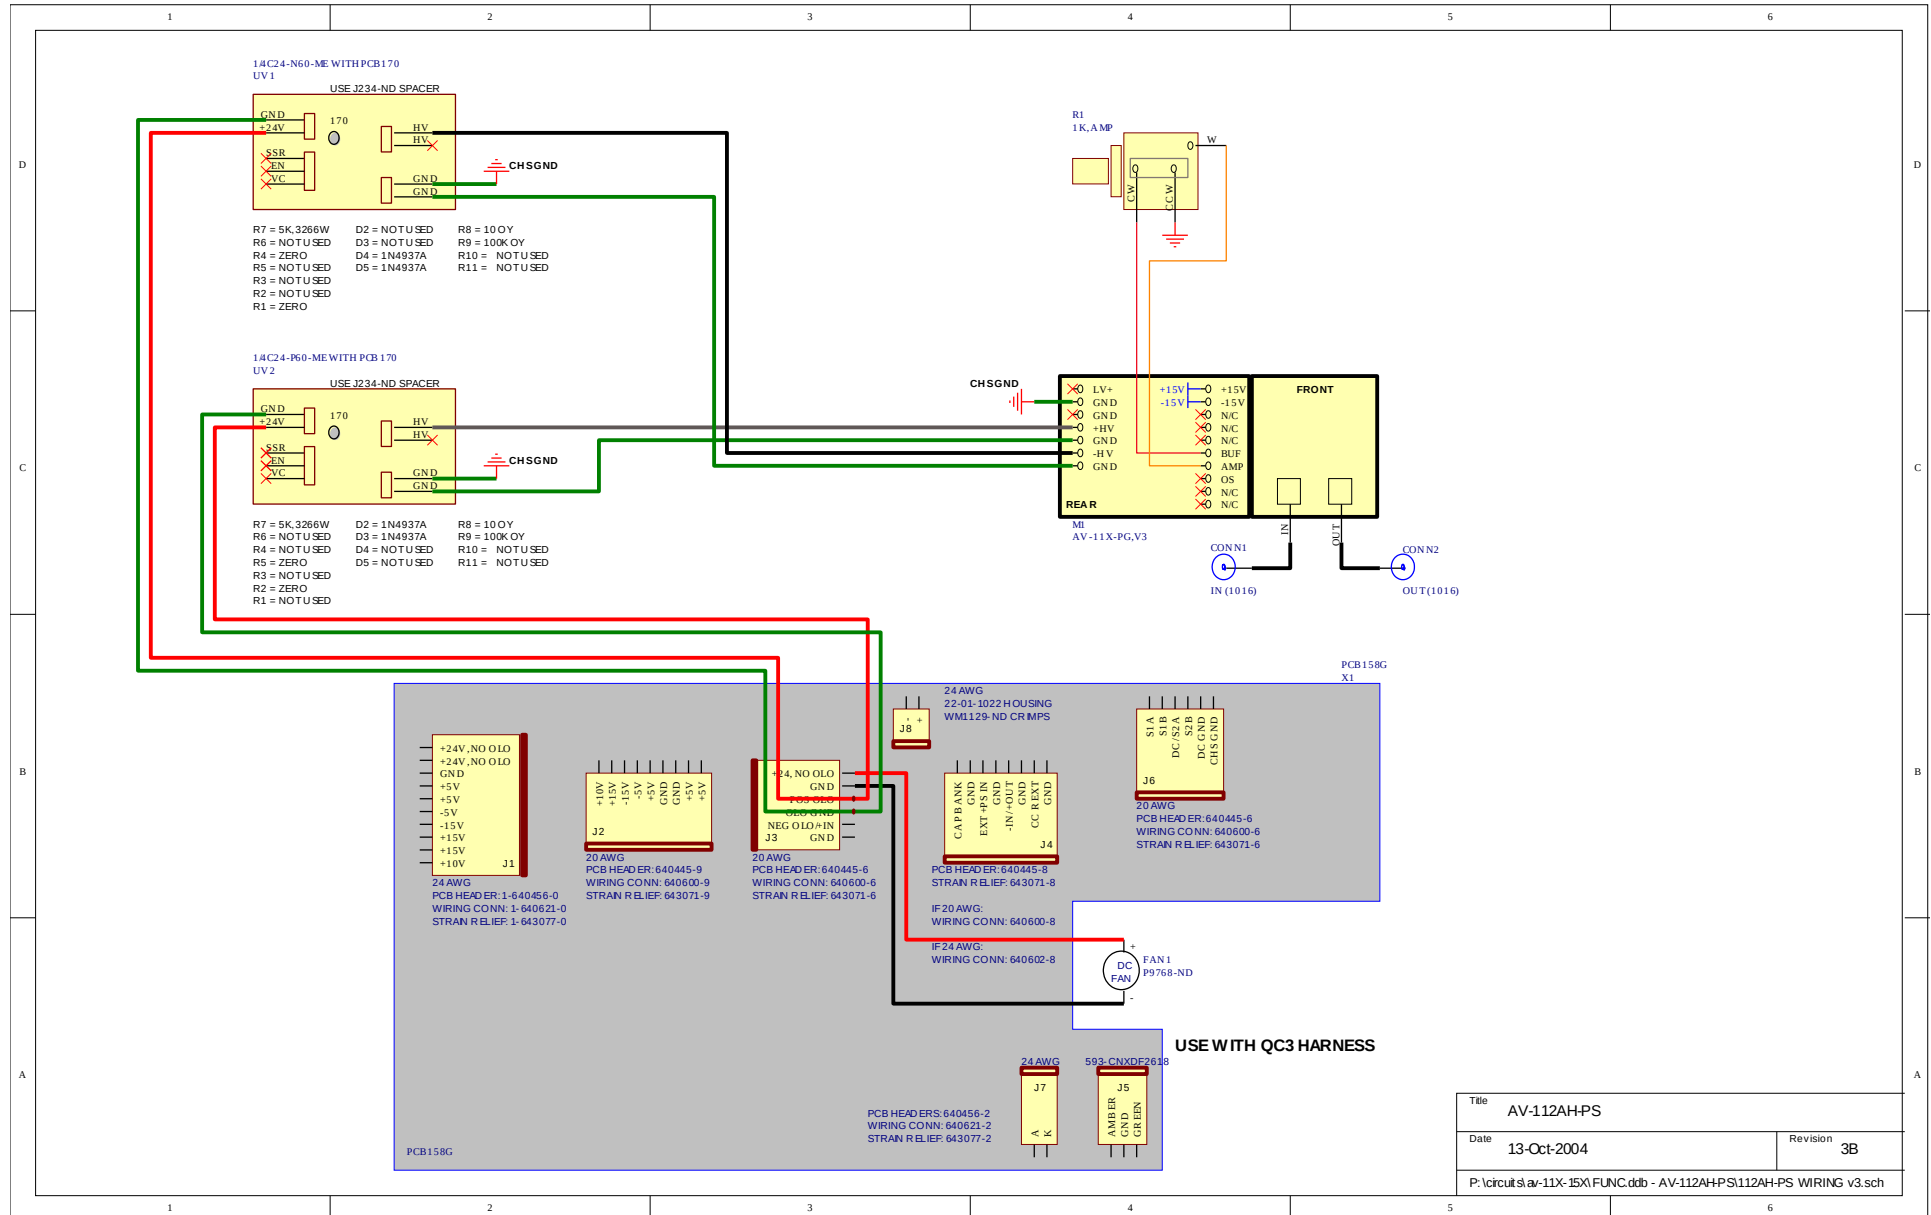 1 2 3 4 5 6
D
C
B
A
1/4C24-N60-ME WITH PCB170
UV1
USE J234-ND SPACER
GND
+24V
170
SSR
EN
VC
HV
HV
GND
GND
CHSGND
R7 = 5K,3266W D2 = NOT USED R8 = 10 OY
R6 = NOT USED D3 = NOT USED R9 = 100K OY
R4 = ZERO D4 = 1N4937A R10 = NOT USED
R5 = NOT USED D5 = 1N4937A R11 = NOT USED
R3 = NOT USED
R2 = NOT USED
R1 = ZERO
1/4C24-P60-ME WITH PCB170
UV2
USE J234-ND SPACER
GND
+24V
170
SSR
EN
VC
HV
HV
GND
GND
CHSGND
R7 = 5K,3266W D2 = 1N4937A R8 = 10 OY
R6 = NOT USED D3 = 1N4937A R9 = 100K OY
R4 = NOT USED D4 = NOT USED R10 = NOT USED
R5 = ZERO D5 = NOT USED R11 = NOT USED
R3 = NOT USED
R2 = ZERO
R1 = NOT USED
R1
1K, AMP
W
CW
CCW
CHSGND
LV+
GND
GND
+HV
GND
-HV
GND
REAR
+15V
-15V
+15V
-15V
N/C
N/C
N/C
BUF
AMP
OS
N/C
N/C
FRONT
IN
OUT
M1
AV-11X-PG,V3
CONN1
IN (1016)
CONN2
OUT (1016)
PCB158G
X1
+24V, NO OLO
+24V, NO OLO
GND
+5V
+5V
-5V
-15V
+15V
+15V
+10V
J1
24 AWG
PCB HEADER: 1-640456-0
WIRING CONN: 1-640621-0
STRAIN RELIEF: 1-643077-0
+10V
+15V
-15V
-5V
+5V
GND
GND
+5V
+5V
J2
20 AWG
PCB HEADER: 640445-9
WIRING CONN: 640600-9
STRAIN RELIEF: 643071-9
+24, NO OLO
GND
POS OLO
OLO GND
NEG OLO/+IN
GND
J3
20 AWG
PCB HEADER: 640445-6
WIRING CONN: 640600-6
STRAIN RELIEF: 643071-6
- +
J8
24 AWG
22-01-1022 HOUSING
WM1129-ND CRIMPS
CAP BANK
GND
EXT +PS IN
GND
-IN/+OUT
GND
CC R EXT
GND
J4
PCB HEADER: 640445-8
STRAIN RELIEF: 643071-8
IF 20 AWG:
WIRING CONN: 640600-8
IF 24 AWG:
WIRING CONN: 640602-8
S1A
S1B
DC/S2A
S2B
DC GND
CHS GND
J6
20 AWG
PCB HEADER: 640445-6
WIRING CONN: 640600-6
STRAIN RELIEF: 643071-6
+
DC
FAN
-
FAN1
P9768-ND
USE WITH QC3 HARNESS
24 AWG
J7
A
K
593-CNXDF2618
J5
AMBER
GND
GREEN
PCB HEADERS: 640456-2
WIRING CONN: 640621-2
STRAIN RELIEF: 643077-2
PCB158G
Title
AV-112AH-PS
Date
13-Oct-2004
Revision
3B
P:\circuits\av-11X-15X\FUNC.ddb - AV-112AH-PS\112AH-PS WIRING v3.sch
D
C
B
A
1 2 3 4 5 6